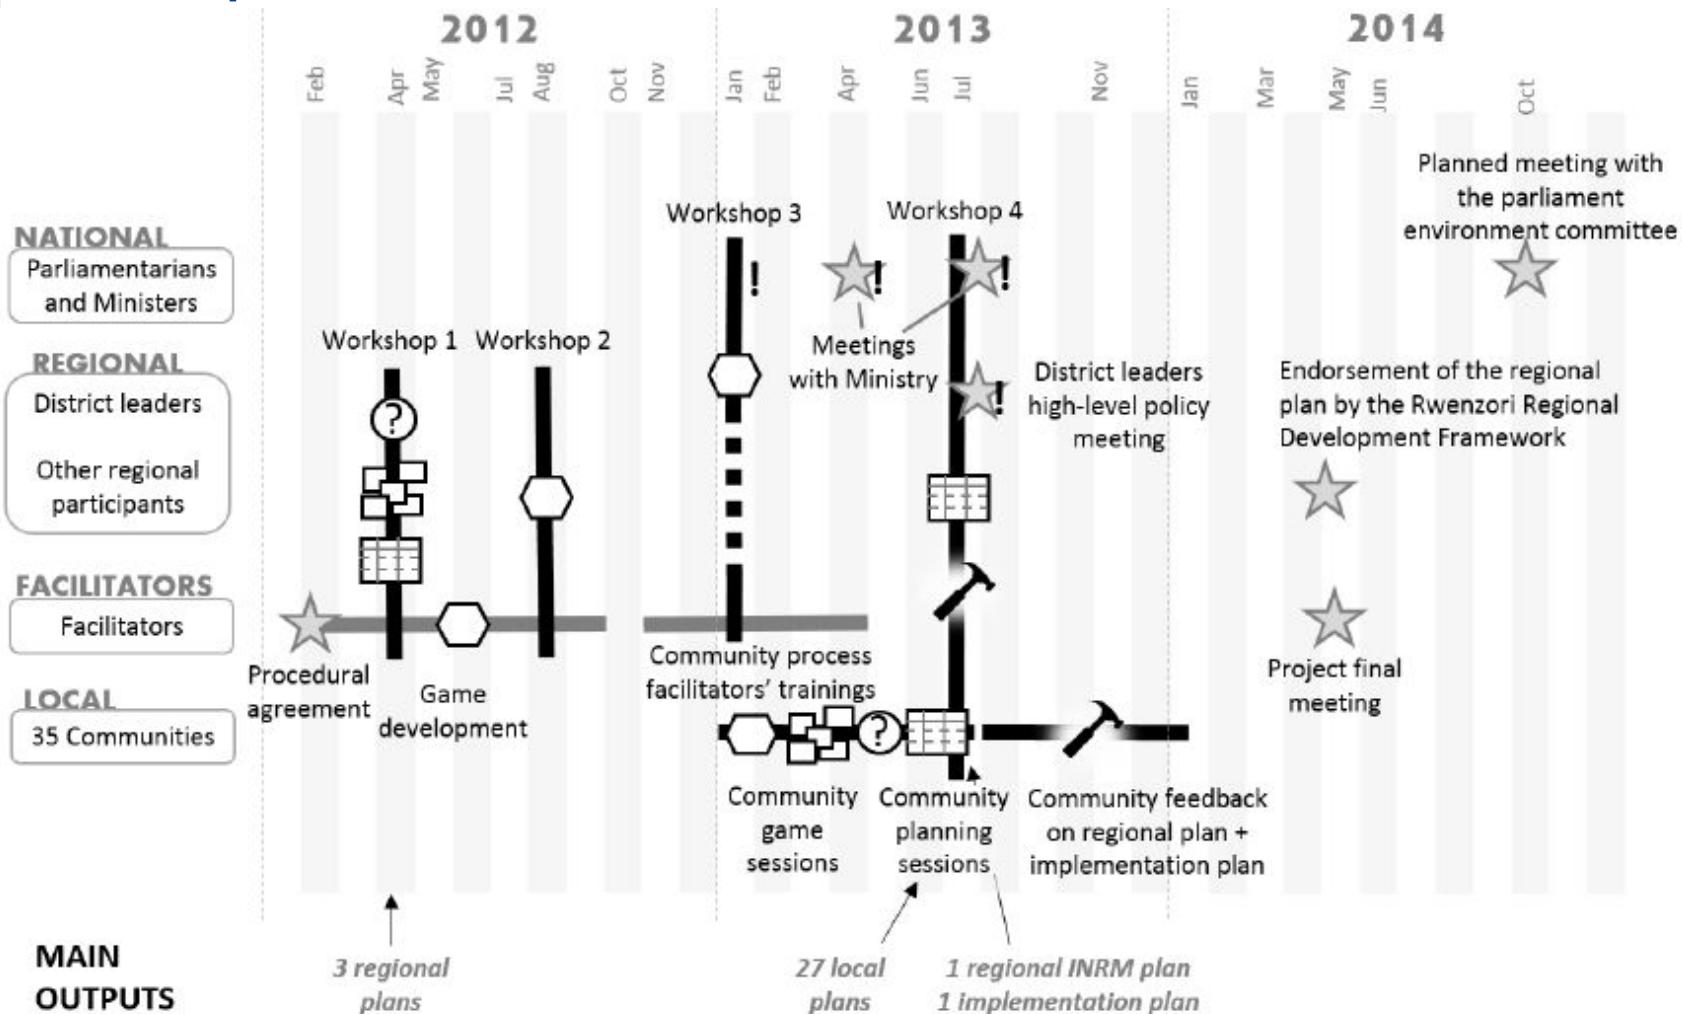 2012
2013
2014
Feb
Apr
May
Jul
Aug
Oct
Nov
Jan
Feb
Apr
Jun
Jul
Nov
Jan
Mar
May
Jun
Oct
Planned meeting with
the parliament
environment committee
Workshop 3
Workshop 4
NATIONAL
Parliamentarians
and Ministers
!
!
!
Workshop 1
Workshop 2
Meetings
with Ministry
REGIONAL
District leaders
?
!
District leaders
high-level policy
meeting
Endorsement of the regional
plan by the Rwenzori Regional
Development Framework
Other regional
participants
FACILITATORS
Facilitators
Procedural
agreement
Game
development
Community process
facilitators' trainings
Project final
meeting
LOCAL
35 Communities
?
Community
game
sessions
Community
planning
sessions
Community feedback
on regional plan +
implementation plan
MAIN
OUTPUTS
3 regional
plans
27 local
plans
1 regional INRM plan
1 implementation plan